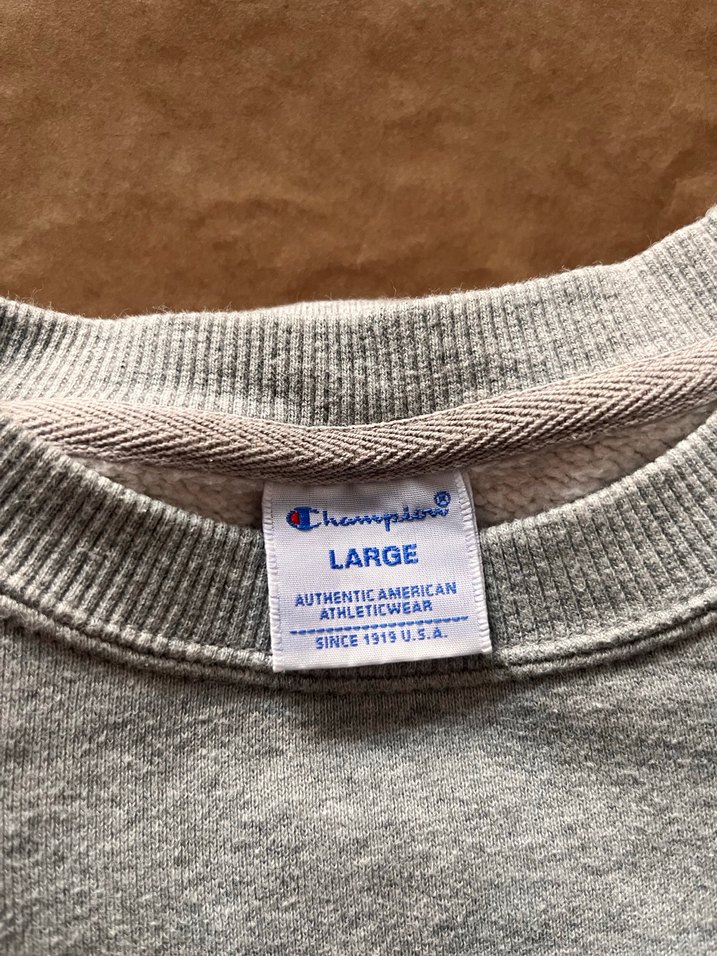 Champion®
LARGE
AUTHENTIC AMERICAN
ATHLETICWEAR
SINCE 1919 U.S.A.